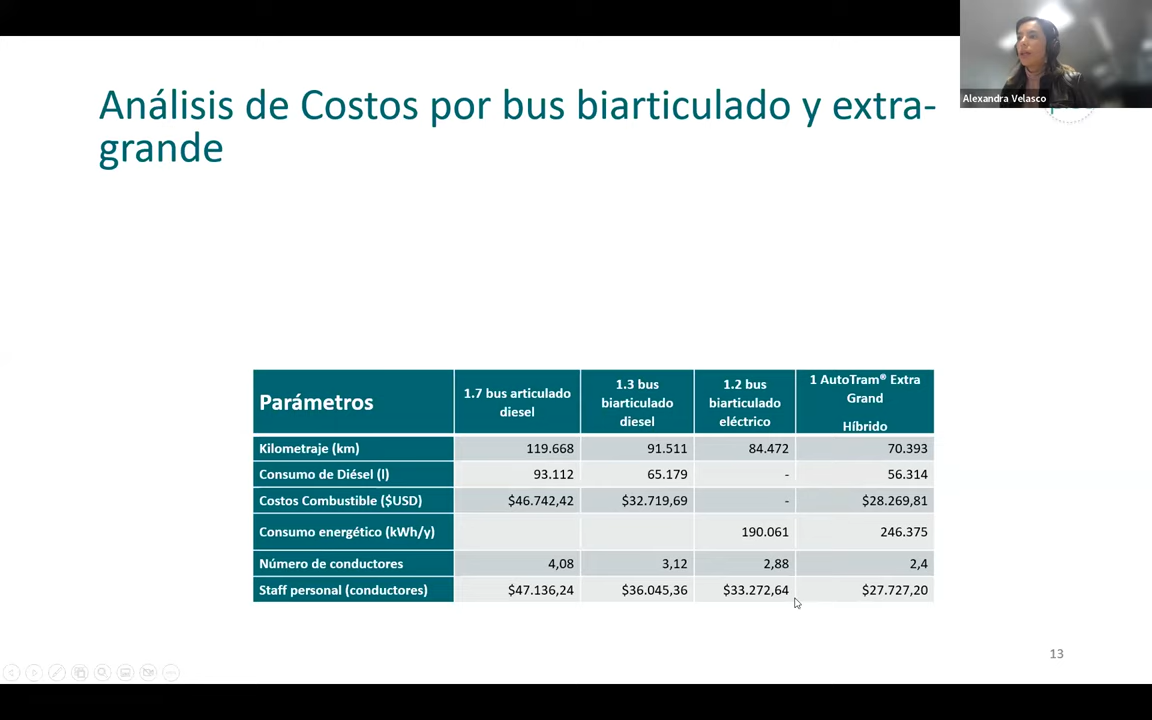 Análisis de Costos por bus biarticulado y extra-
grande
Alexandra Velasco
Parámetros
1.7 bus articulado
diesel
1.3 bus
biarticulado
diesel
1.2 bus
biarticulado
eléctrico
1 AutoTram® Extra
Grand
Híbrido
Kilometraje (km) 119.668 91.511 84.472 70.393
Consumo de Diésel (l) 93.112 65.179 - 56.314
Costos Combustible ($USD) $46.742,42 $32.719,69 - $28.269,81
Consumo energético (kWh/y) 190.061 246.375
Número de conductores 4,08 3,12 2,88 2,4
Staff personal (conductores) $47.136,24 $36.045,36 $33.272,64 $27.727,20
13